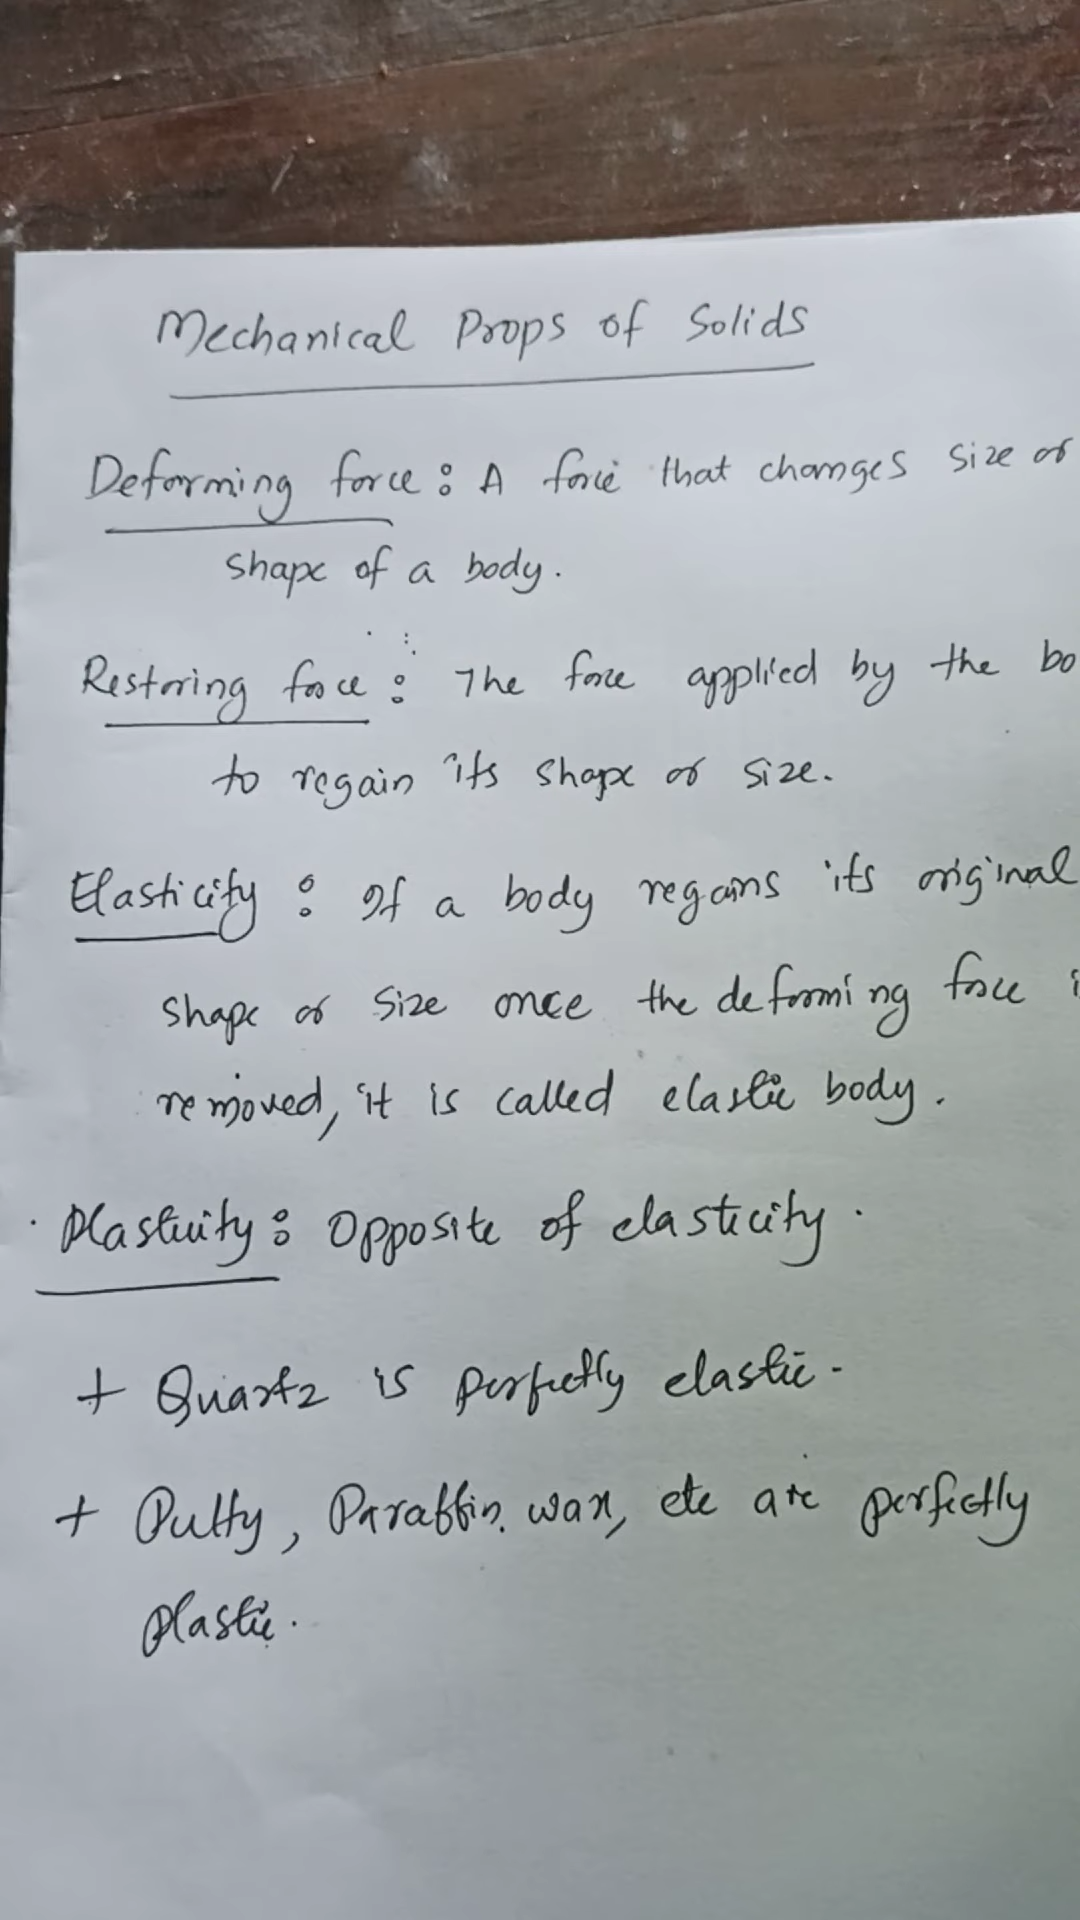 Mechanical Props of Solids
Deforming force : A force that changes size or
shape of a body.
Restoring force : The force applied by the bo
to regain its shape or size.
Elasticity : If a body regains its original
shape or size once the deforming force i
removed, it is called elastic body.
Plasticity : Opposite of elasticity.
+ Quartz is perfectly elastic.
+ Putty, Paraffin wax, etc are perfectly
plastic.